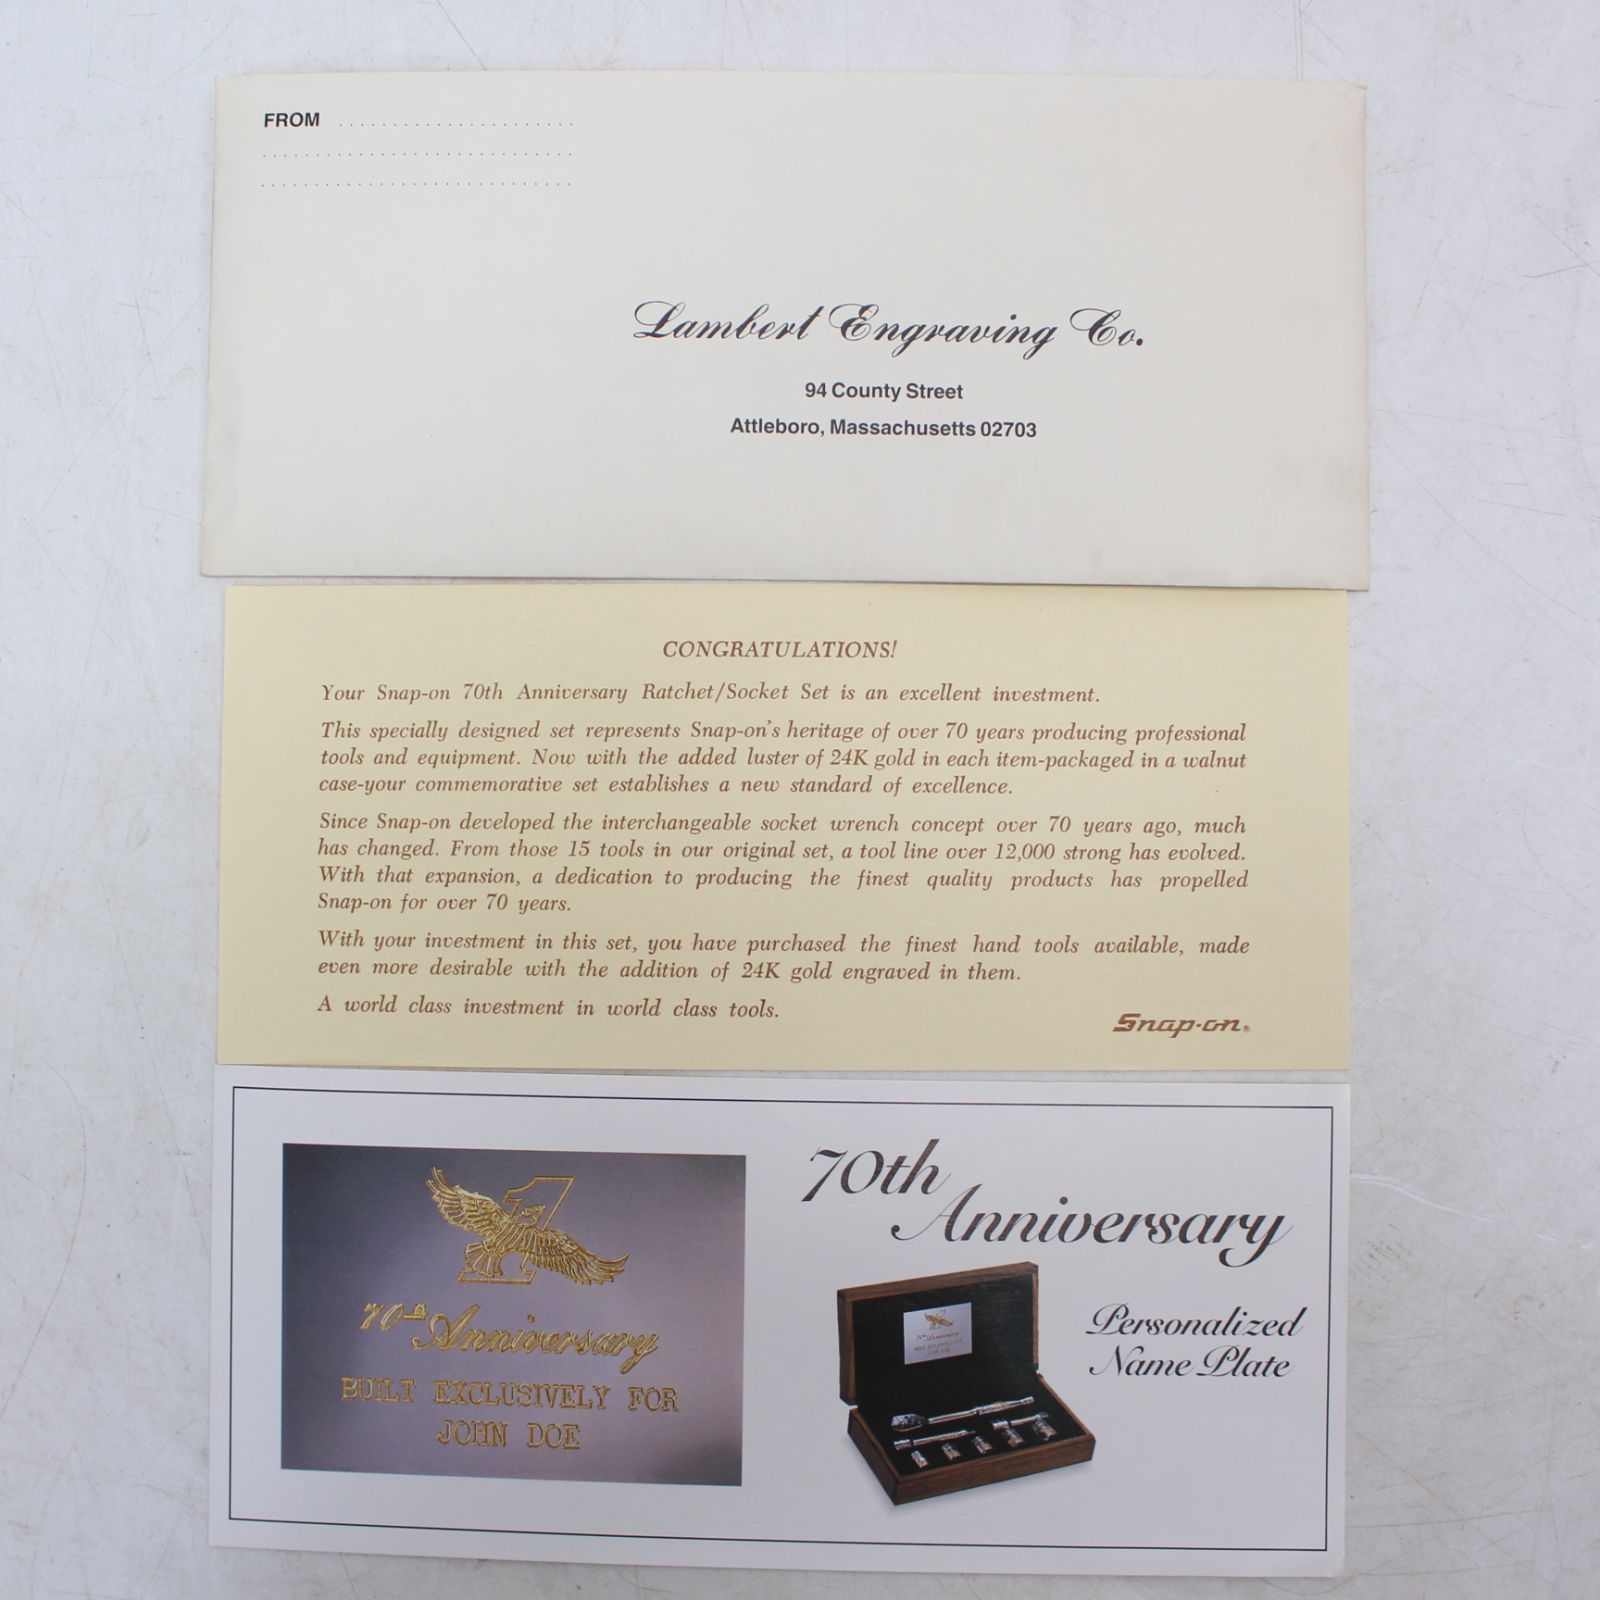 FROM
Lambert Engraving Co.
94 County Street
Attleboro, Massachusetts 02703
CONGRATULATIONS!
Your Snap-on 70th Anniversary Ratchet/Socket Set is an excellent investment.
This specially designed set represents Snap-on's heritage of over 70 years producing professional
tools and equipment. Now with the added luster of 24K gold in each item-packaged in a walnut
case-your commemorative set establishes a new standard of excellence.
Since Snap-on developed the interchangeable socket wrench concept over 70 years ago, much
has changed. From those 15 tools in our original set, a tool line over 12,000 strong has evolved.
With that expansion, a dedication to producing the finest quality products has propelled
Snap-on for over 70 years.
With your investment in this set, you have purchased the finest hand tools available, made
even more desirable with the addition of 24K gold engraved in them.
A world class investment in world class tools.
Snap-on®
1
70th Anniversary
BUILT EXCLUSIVELY FOR
JOHN DOE
70th
Anniversary
Personalized
Name Plate